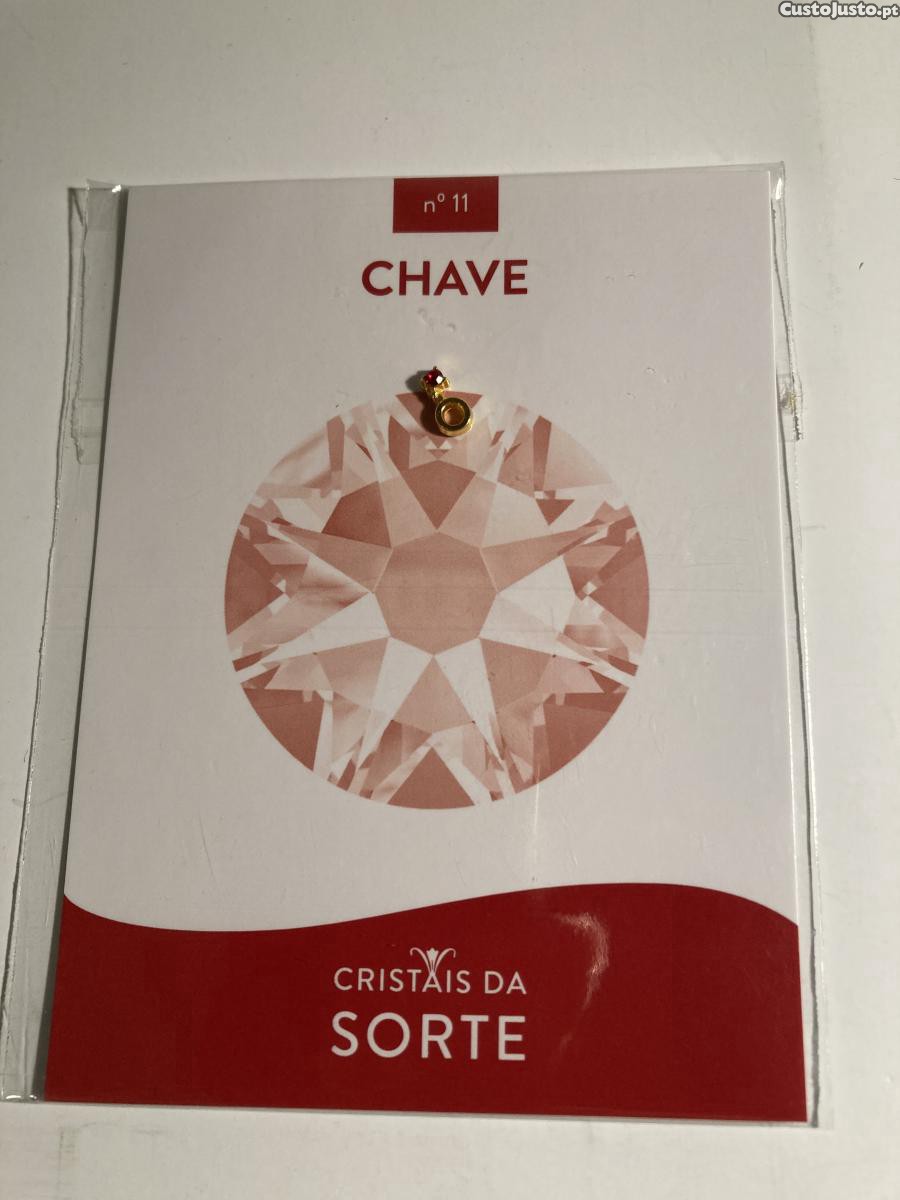 CustoJusto.pt
nº 11
CHAVE
CRISTAIS DA
SORTE